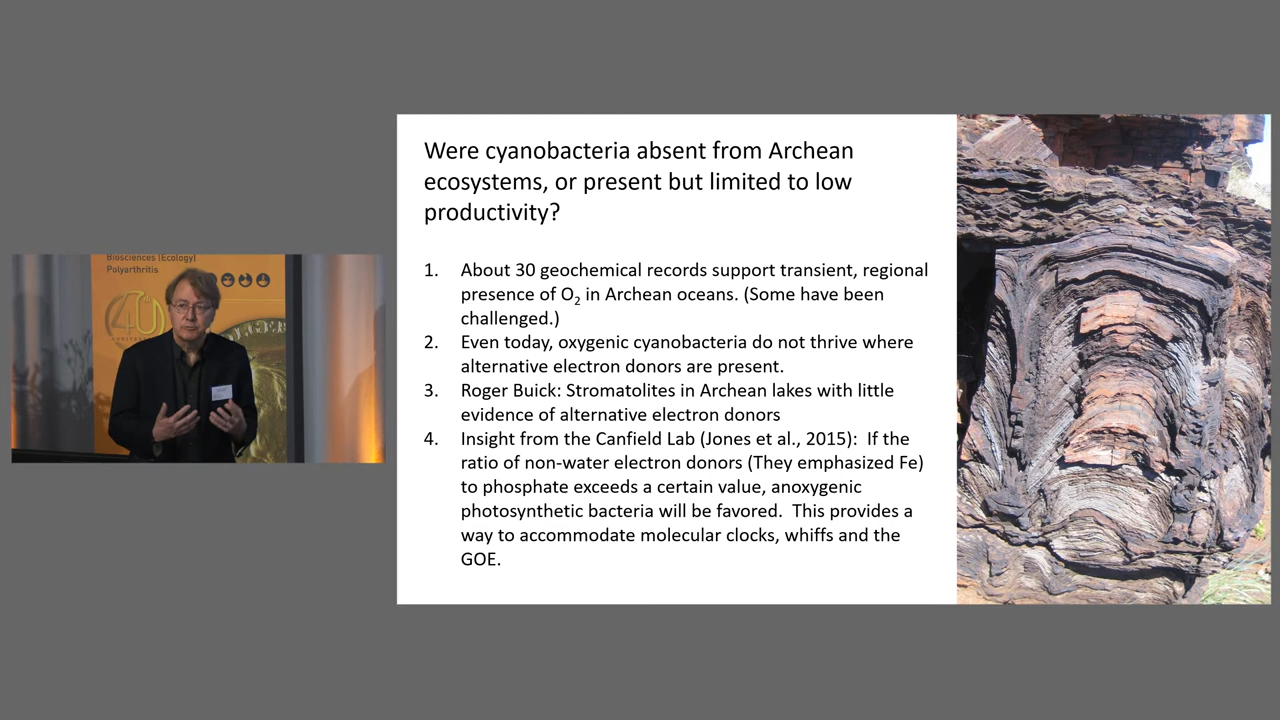 Biosciences (Ecology)
Polyarthritis
40
Were cyanobacteria absent from Archean
ecosystems, or present but limited to low
productivity?
1. About 30 geochemical records support transient, regional
presence of O₂ in Archean oceans. (Some have been
challenged.)
2. Even today, oxygenic cyanobacteria do not thrive where
alternative electron donors are present.
3. Roger Buick: Stromatolites in Archean lakes with little
evidence of alternative electron donors
4. Insight from the Canfield Lab (Jones et al., 2015): If the
ratio of non-water electron donors (They emphasized Fe)
to phosphate exceeds a certain value, anoxygenic
photosynthetic bacteria will be favored. This provides a
way to accommodate molecular clocks, whiffs and the
GOE.